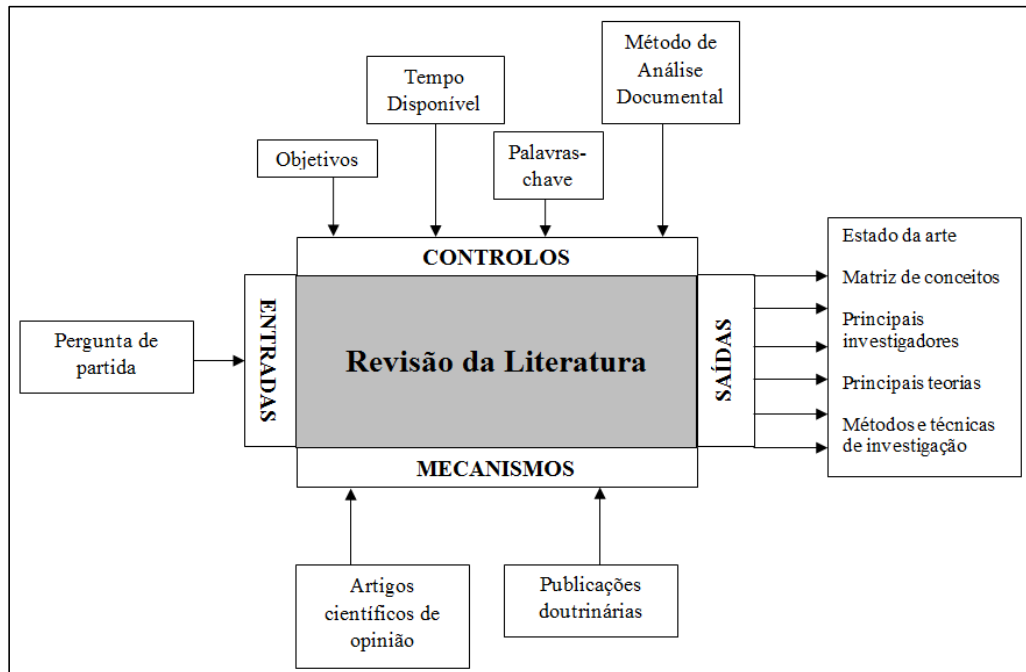 Método de
Análise
Documental
Tempo
Disponível
Palavras-
chave
Objetivos
CONTROLOS
ENTRADAS
Revisão da Literatura
SAÍDAS
MECANISMOS
Pergunta de
partida
Estado da arte
Matriz de conceitos
Principais
investigadores
Principais teorias
Métodos e técnicas
de investigação
Artigos
científicos de
opinião
Publicações
doutrinárias